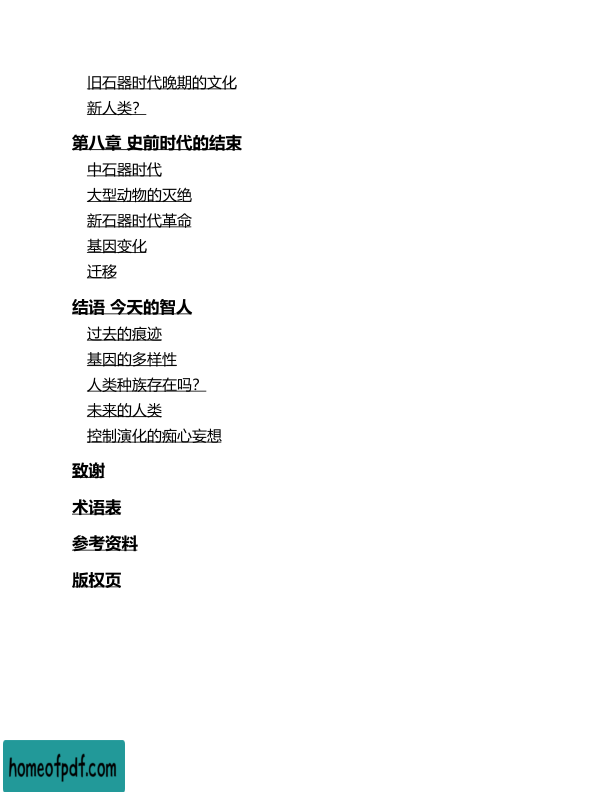 旧石器时代晚期的文化
新人类？
第八章 史前时代的结束
中石器时代
大型动物的灭绝
新石器时代革命
基因变化
迁移
结语 今天的智人
过去的痕迹
基因的多样性
人类种族存在吗？
未来的人类
控制演化的痴心妄想
致谢
术语表
参考资料
版权页
homeofpdf.com